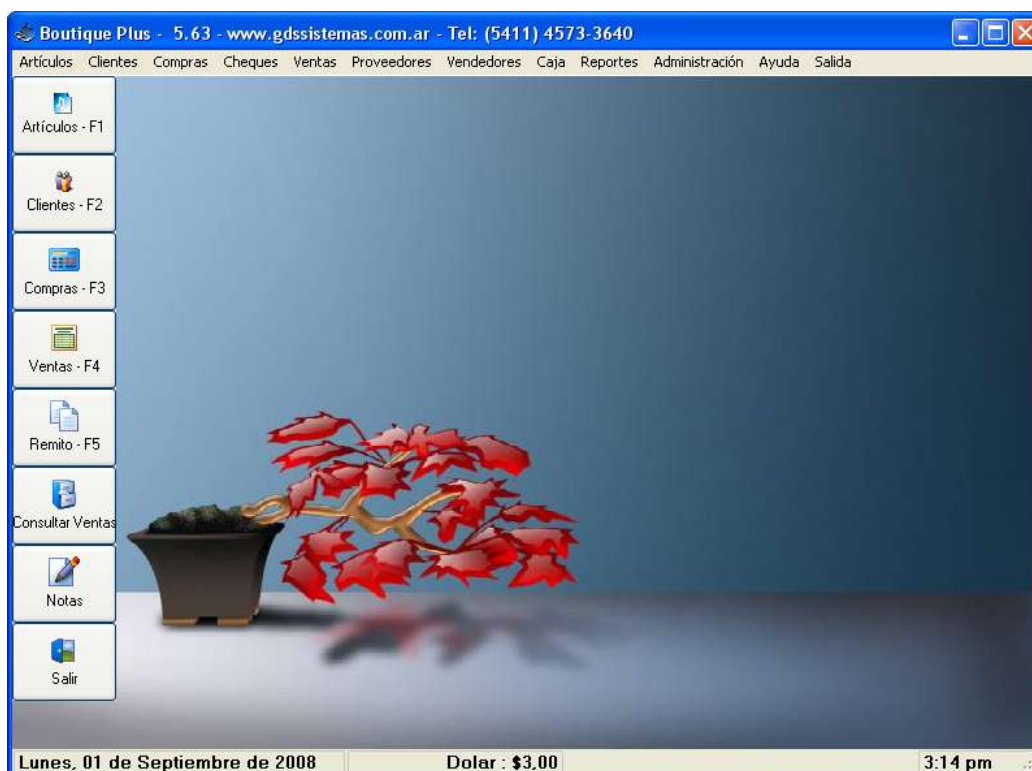 Boutique Plus - 5.63 - www.gdssistemas.com.ar - Tel: (5411) 4573-3640
Artículos Clientes Compras Cheques Ventas Proveedores Vendedores Caja Reportes Administración Ayuda Salida
Artículos - F1
Clientes - F2
Compras - F3
Ventas - F4
Remito - F5
Consultar Ventas
Notas
Salir
Lunes, 01 de Septiembre de 2008 Dolar : $3,00 3:14 pm